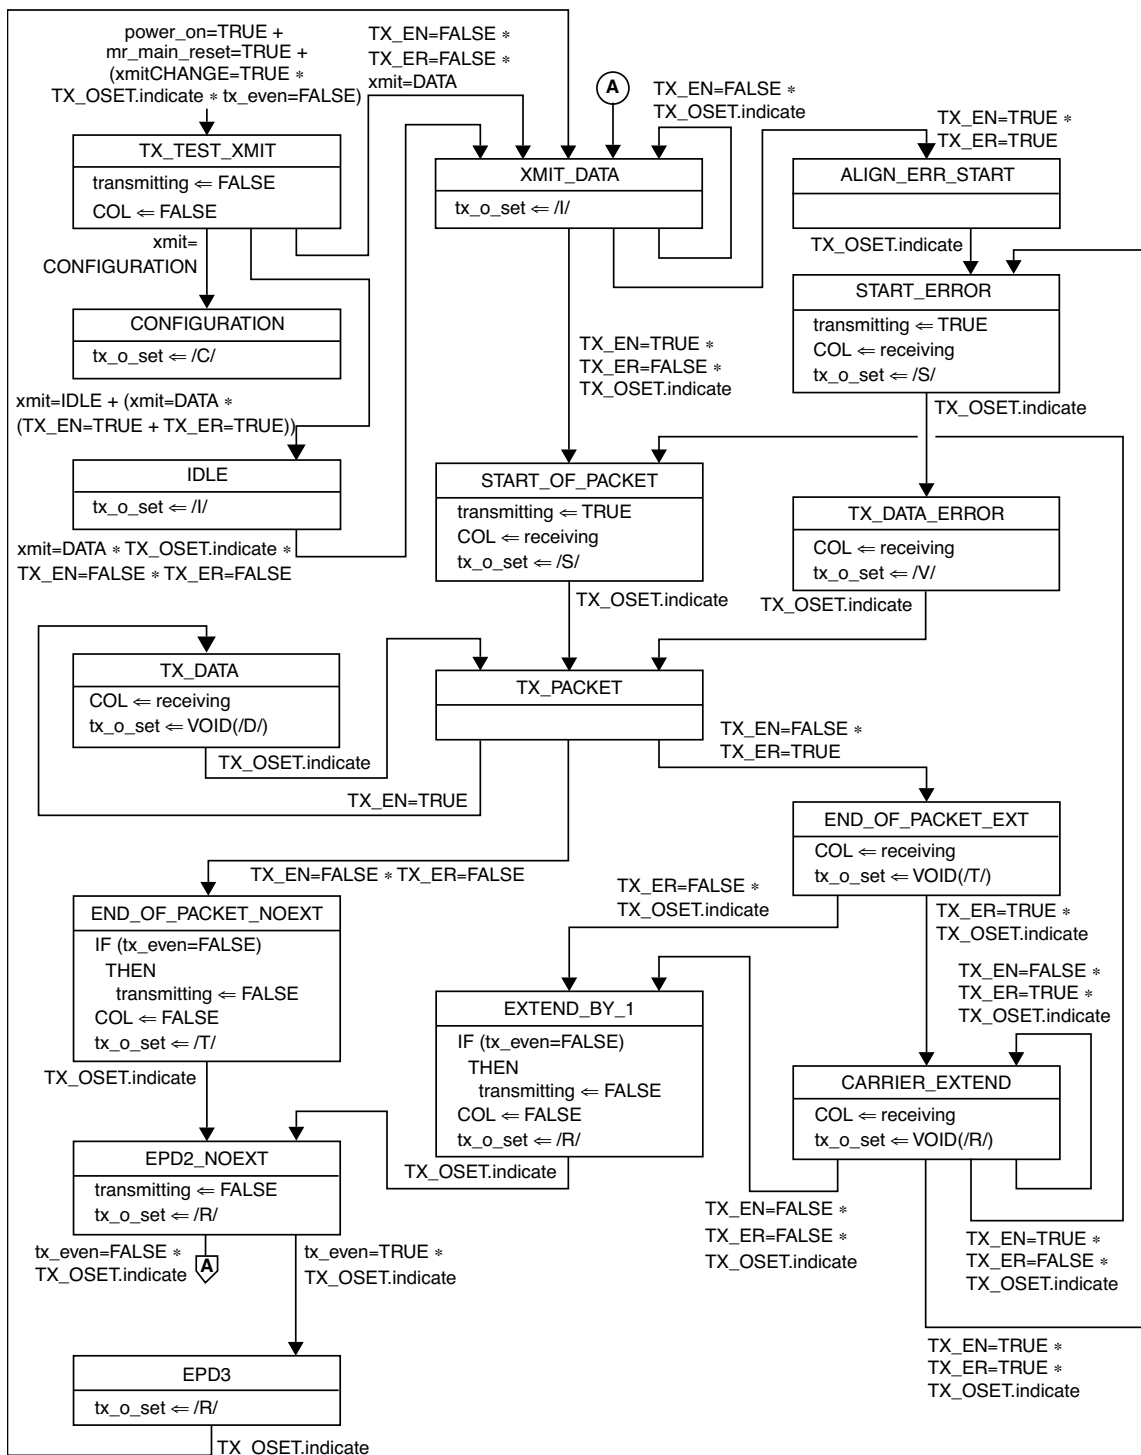 power_on=TRUE +
mr_main_reset=TRUE +
(xmitCHANGE=TRUE *
TX_OSET.indicate * tx_even=FALSE)
TX_EN=FALSE *
TX_ER=FALSE *
xmit=DATA
A
TX_EN=FALSE *
TX_OSET.indicate
TX_EN=TRUE *
TX_ER=TRUE
TX_TEST_XMIT
transmitting ⇐ FALSE
COL ⇐ FALSE
XMIT_DATA
tx_o_set ⇐ /I/
ALIGN_ERR_START
TX_OSET.indicate
xmit=
CONFIGURATION
CONFIGURATION
tx_o_set ⇐ /C/
START_ERROR
transmitting ⇐ TRUE
COL ⇐ receiving
tx_o_set ⇐ /S/
TX_EN=TRUE *
TX_ER=FALSE *
TX_OSET.indicate
TX_OSET.indicate
xmit=IDLE + (xmit=DATA *
(TX_EN=TRUE + TX_ER=TRUE))
IDLE
tx_o_set ⇐ /I/
xmit=DATA * TX_OSET.indicate *
TX_EN=FALSE * TX_ER=FALSE
START_OF_PACKET
transmitting ⇐ TRUE
COL ⇐ receiving
tx_o_set ⇐ /S/
TX_OSET.indicate
TX_DATA_ERROR
COL ⇐ receiving
tx_o_set ⇐ /V/
TX_OSET.indicate
TX_DATA
COL ⇐ receiving
tx_o_set ⇐ VOID(/D/)
TX_OSET.indicate
TX_PACKET
TX_EN=TRUE
TX_EN=FALSE *
TX_ER=TRUE
TX_EN=FALSE * TX_ER=FALSE
END_OF_PACKET_EXT
COL ⇐ receiving
tx_o_set ⇐ VOID(/T/)
TX_ER=FALSE *
TX_OSET.indicate
TX_ER=TRUE *
TX_OSET.indicate
END_OF_PACKET_NOEXT
IF (tx_even=FALSE)
THEN
transmitting ⇐ FALSE
COL ⇐ FALSE
tx_o_set ⇐ /T/
TX_OSET.indicate
EXTEND_BY_1
IF (tx_even=FALSE)
THEN
transmitting ⇐ FALSE
COL ⇐ FALSE
tx_o_set ⇐ /R/
TX_OSET.indicate
TX_EN=FALSE *
TX_ER=TRUE *
TX_OSET.indicate
CARRIER_EXTEND
COL ⇐ receiving
tx_o_set ⇐ VOID(/R/)
EPD2_NOEXT
transmitting ⇐ FALSE
tx_o_set ⇐ /R/
TX_EN=FALSE *
TX_ER=FALSE *
TX_OSET.indicate
TX_EN=TRUE *
TX_ER=FALSE *
TX_OSET.indicate
tx_even=FALSE *
TX_OSET.indicate
A
tx_even=TRUE *
TX_OSET.indicate
TX_EN=TRUE *
TX_ER=TRUE *
TX_OSET.indicate
EPD3
tx_o_set ⇐ /R/
TX_OSET.indicate